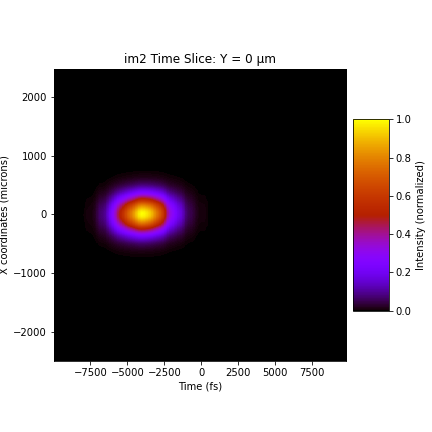 im2 Time Slice: Y = 0 μm
2000
1000
0
−1000
−2000
X coordinates (microns)
−7500 −5000 −2500 0 2500 5000 7500
Time (fs)
1.0
0.8
0.6
0.4
0.2
0.0
Intensity (normalized)